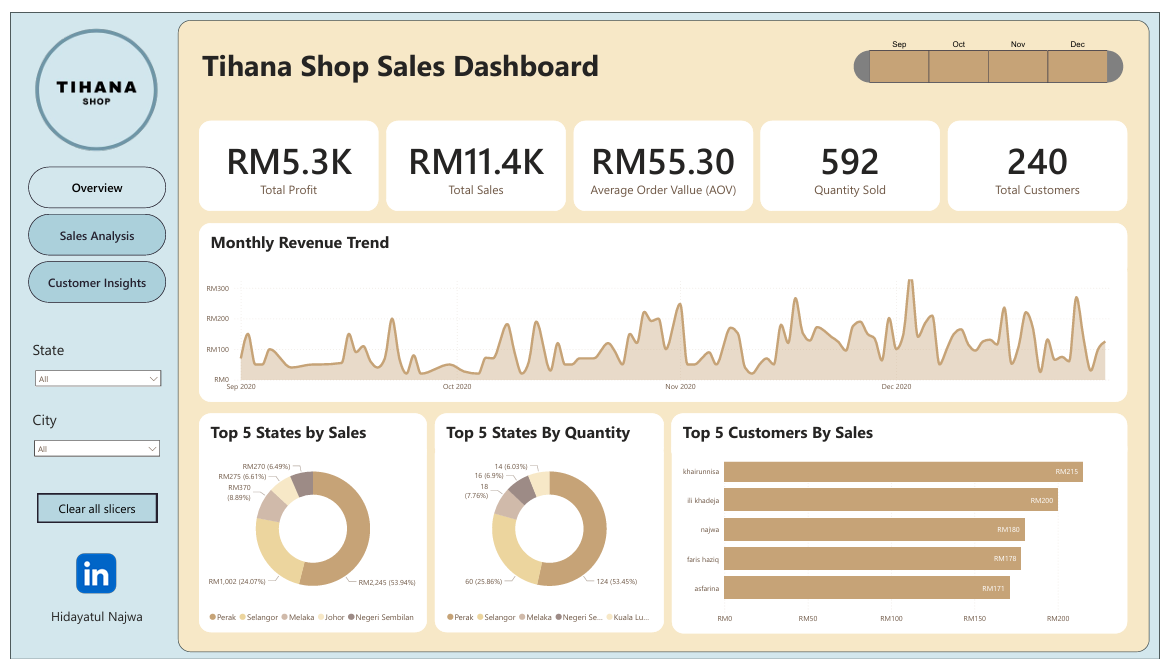 TIHANA
SHOP
Overview
Sales Analysis
Customer Insights
State
All
City
All
Clear all slicers
in
Hidayatul Najwa
Tihana Shop Sales Dashboard
Sep Oct Nov Dec
RM5.3K
Total Profit
RM11.4K
Total Sales
RM55.30
Average Order Vallue (AOV)
592
Quantity Sold
240
Total Customers
Monthly Revenue Trend
RM300
RM200
RM100
RM0
Sep 2020 Oct 2020 Nov 2020 Dec 2020
Top 5 States by Sales
RM270 (6.49%)
RM275 (6.61%)
RM370
(8.89%)
RM1,002 (24.07%)
RM2,245 (53.94%)
Perak Selangor Melaka Johor Negeri Sembilan
Top 5 States By Quantity
14 (6.03%)
16 (6.9%)
18
(7.76%)
60 (25.86%)
124 (53.45%)
Perak Selangor Melaka Negeri Se... Kuala Lu...
Top 5 Customers By Sales
khairunnisa RM215
ili khadeja RM200
najwa RM180
faris haziq RM178
asfarina RM171
RM0 RM50 RM100 RM150 RM200